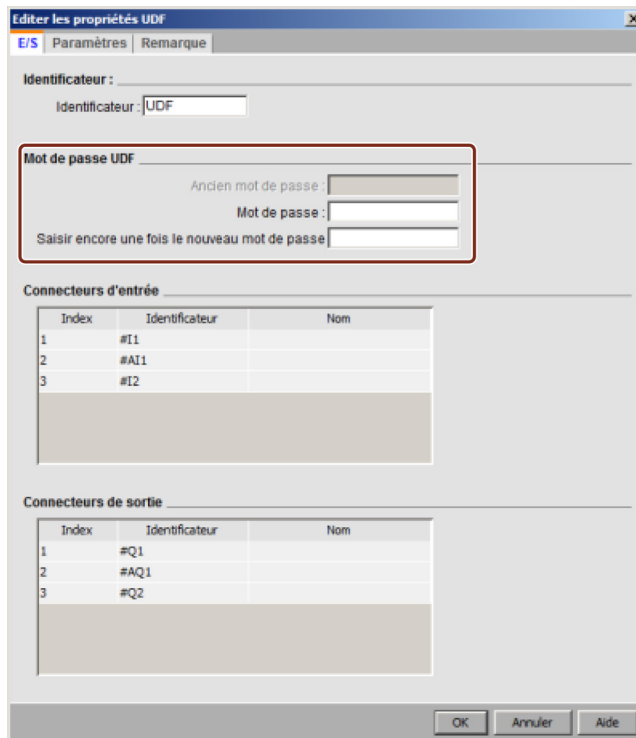 Editer les propriétés UDF
E/S Paramètres Remarque
Identificateur :
Identificateur : UDF
Mot de passe UDF
Ancien mot de passe :
Mot de passe :
Saisir encore une fois le nouveau mot de passe
Connecteurs d'entrée
Index Identificateur Nom
1 #I1
2 #AI1
3 #I2
Connecteurs de sortie
Index Identificateur Nom
1 #Q1
2 #AQ1
3 #Q2
OK Annuler Aide